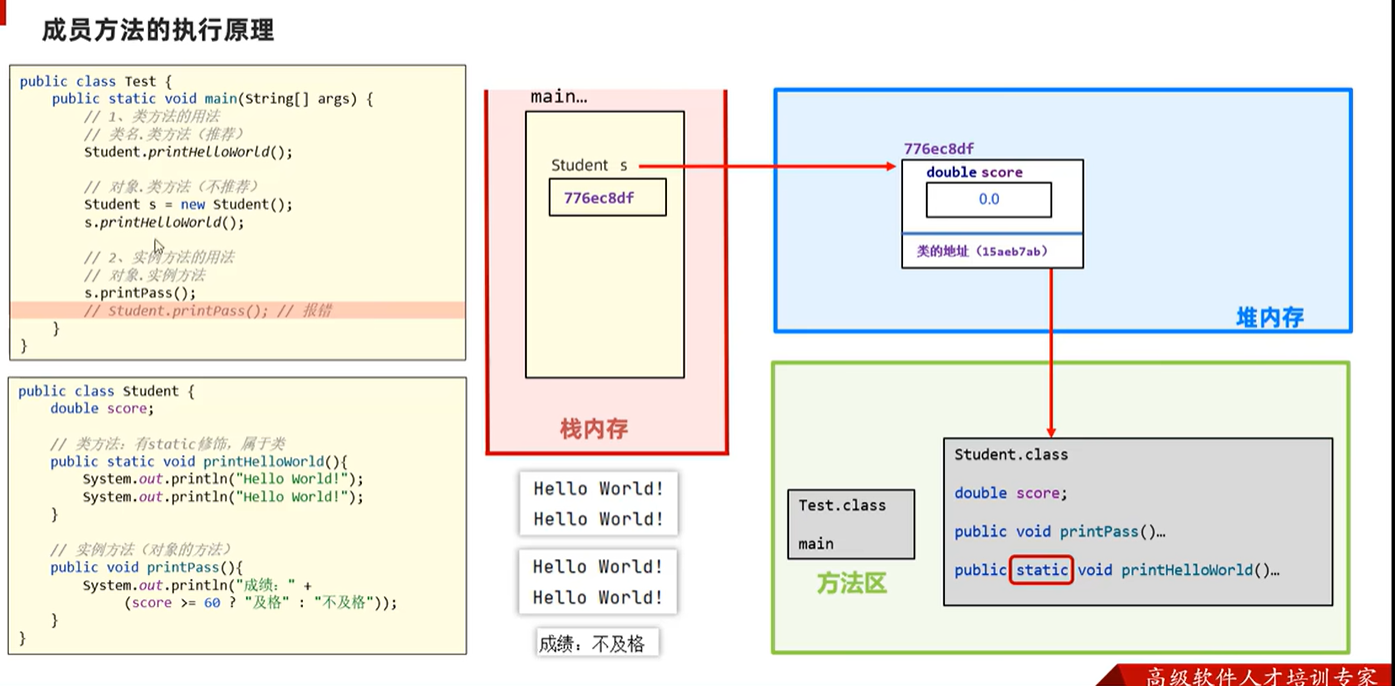 成员方法的执行原理
public class Test {
public static void main(String[] args) {
// 1、类方法的用法
// 类名.类方法（推荐）
Student.printHelloWorld();
// 对象.类方法（不推荐）
Student s = new Student();
s.printHelloWorld();
// 2、实例方法的用法
// 对象.实例方法
s.printPass();
// Student.printPass(); // 报错
}
}
public class Student {
double score;
// 类方法：有static修饰，属于类
public static void printHelloWorld(){
System.out.println("Hello World!");
System.out.println("Hello World!");
}
// 实例方法（对象的方法）
public void printPass(){
System.out.println("成绩：" +
(score >= 60 ? "及格" : "不及格"));
}
}
main…
Student s
776ec8df
栈内存
Hello World!
Hello World!
Hello World!
Hello World!
成绩：不及格
776ec8df
double score
0.0
类的地址（15aeb7ab）
堆内存
Test.class
main
方法区
Student.class
double score;
public void printPass()…
public static void printHelloWorld()…
高级软件人才培训专家